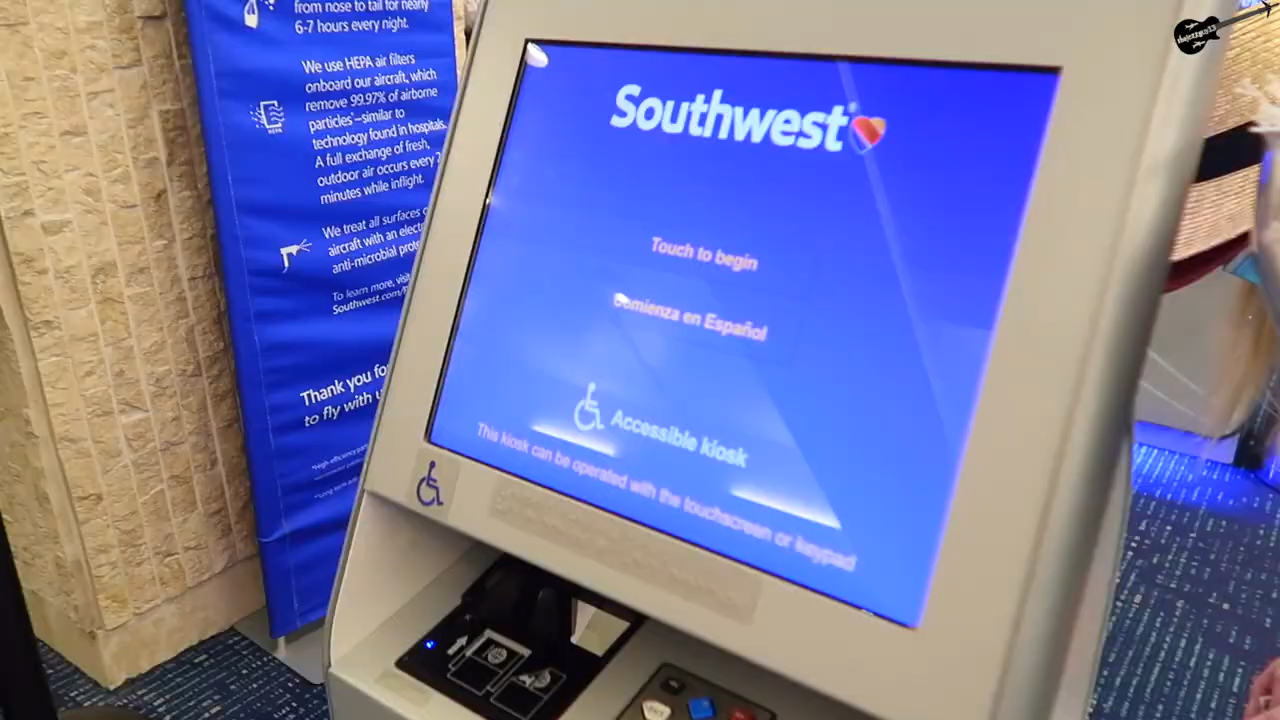 from nose to tail for nearly
6-7 hours every night.
We use HEPA air filters
onboard our aircraft, which
remove 99.97% of airborne
particles*—similar to
technology found in hospitals.
A full exchange of fresh,
outdoor air occurs every
minutes while inflight.
We treat all surfaces
aircraft with an
anti-microbial
To learn more,
Southwest.com/
Thank you
to fly with
HEPA
Southwest
Touch to begin
Comienza en Español
Accessible kiosk
This kiosk can be operated with the touchscreen or keypad